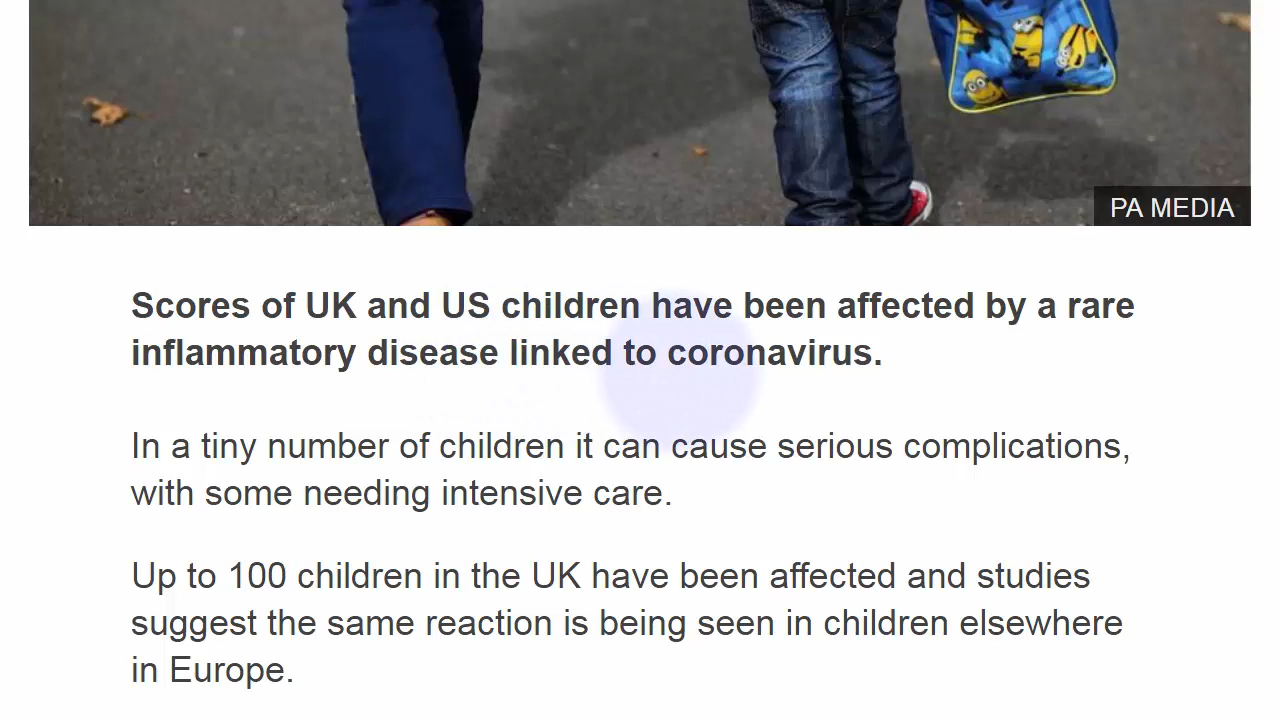 PA MEDIA
Scores of UK and US children have been affected by a rare
inflammatory disease linked to coronavirus.
In a tiny number of children it can cause serious complications,
with some needing intensive care.
Up to 100 children in the UK have been affected and studies
suggest the same reaction is being seen in children elsewhere
in Europe.